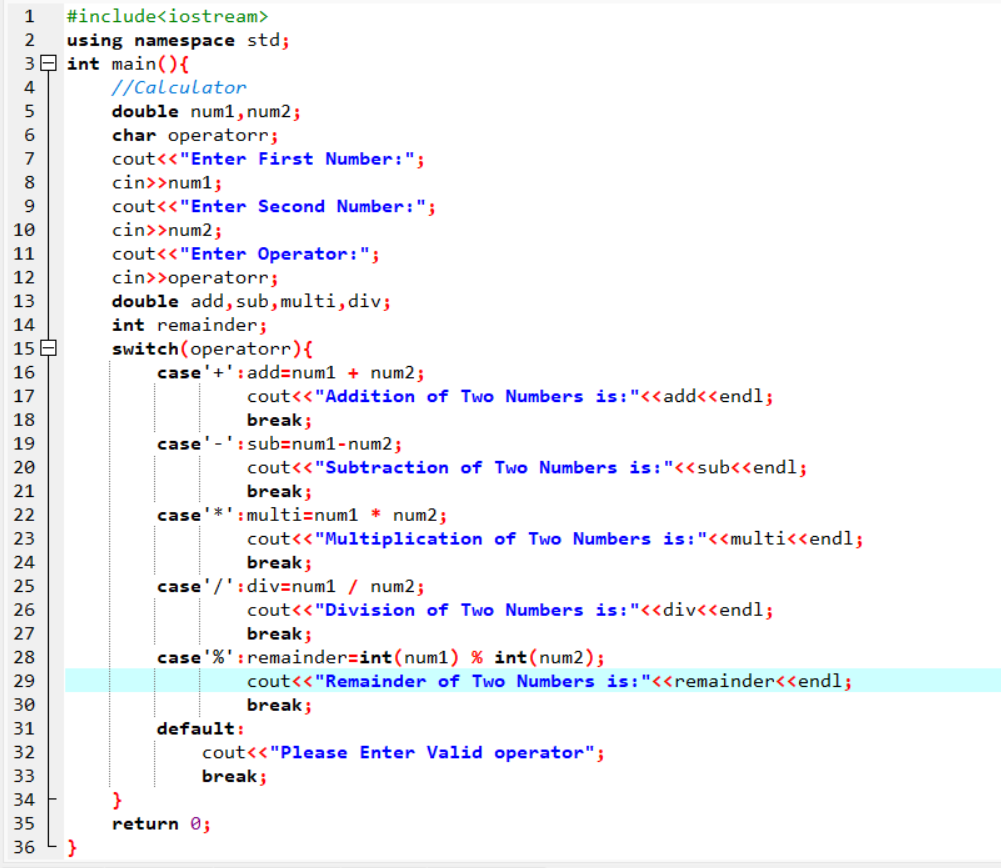 1 #include<iostream>
2 using namespace std;
3 int main(){
4     //Calculator
5     double num1,num2;
6     char operatorr;
7     cout<<"Enter First Number:";
8     cin>>num1;
9     cout<<"Enter Second Number:";
10     cin>>num2;
11     cout<<"Enter Operator:";
12     cin>>operatorr;
13     double add,sub,multi,div;
14     int remainder;
15     switch(operatorr){
16         case'+':add=num1 + num2;
17                 cout<<"Addition of Two Numbers is:"<<add<<endl;
18                 break;
19         case'-':sub=num1-num2;
20                 cout<<"Subtraction of Two Numbers is:"<<sub<<endl;
21                 break;
22         case'*':multi=num1 * num2;
23                 cout<<"Multiplication of Two Numbers is:"<<multi<<endl;
24                 break;
25         case'/':div=num1 / num2;
26                 cout<<"Division of Two Numbers is:"<<div<<endl;
27                 break;
28         case'%':remainder=int(num1) % int(num2);
29                 cout<<"Remainder of Two Numbers is:"<<remainder<<endl;
30                 break;
31         default:
32             cout<<"Please Enter Valid operator";
33             break;
34     }
35     return 0;
36 }